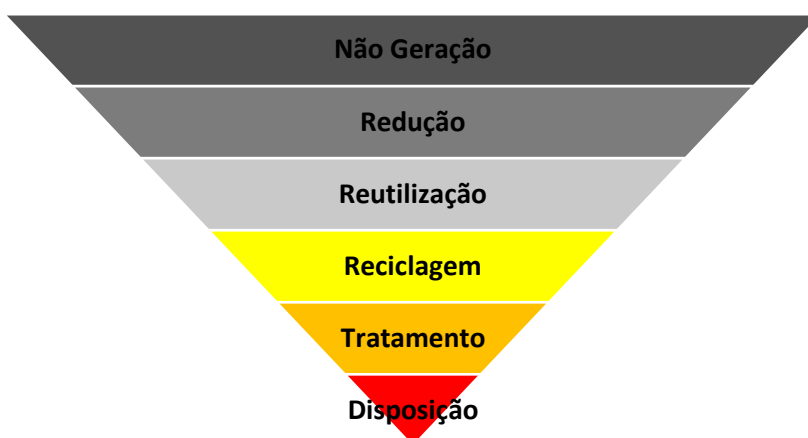 Não Geração
Redução
Reutilização
Reciclagem
Tratamento
Disposição